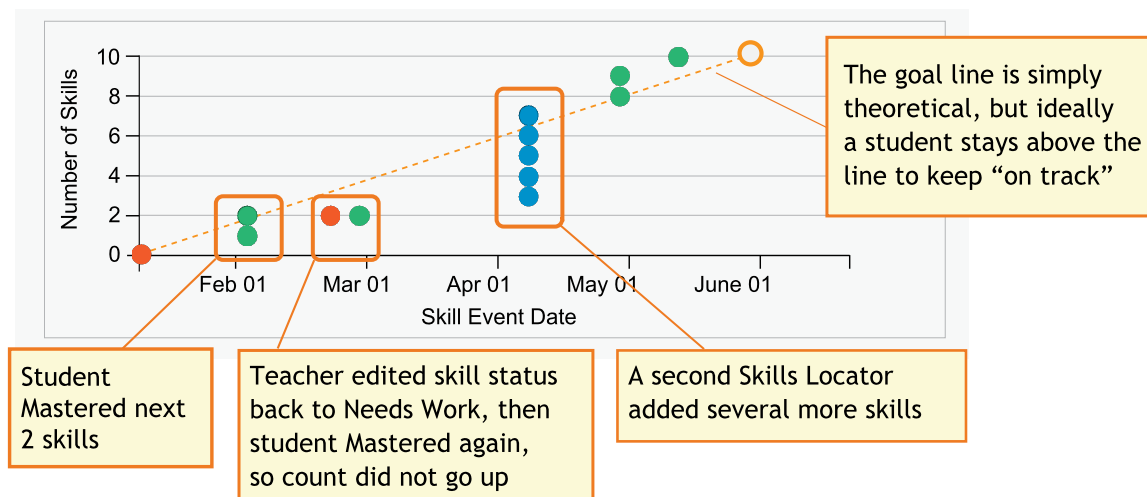 10
8
6
4
2
0
Number of Skills
Feb 01
Mar 01
Apr 01
May 01
June 01
Skill Event Date
The goal line is simply
theoretical, but ideally
a student stays above the
line to keep “on track”
Student
Mastered next
2 skills
Teacher edited skill status
back to Needs Work, then
student Mastered again,
so count did not go up
A second Skills Locator
added several more skills